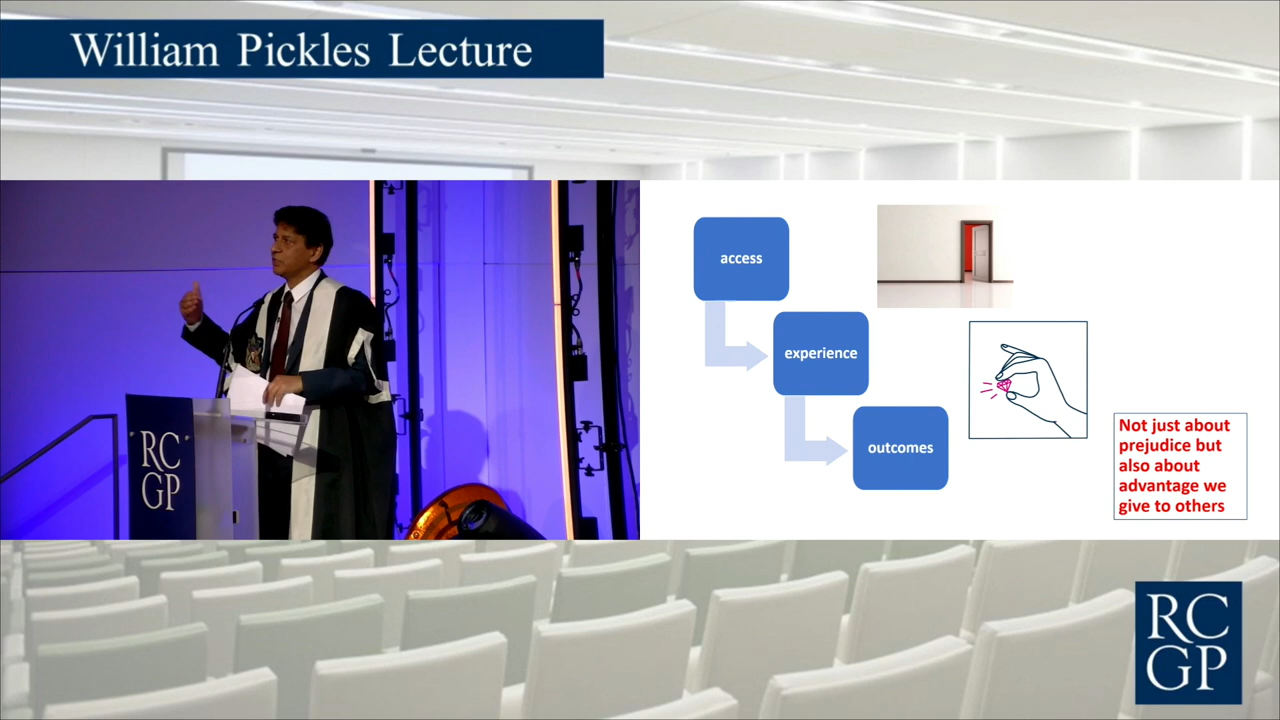 William Pickles Lecture
RC
GP
access
experience
outcomes
Not just about
prejudice but
also about
advantage we
give to others
RC
GP